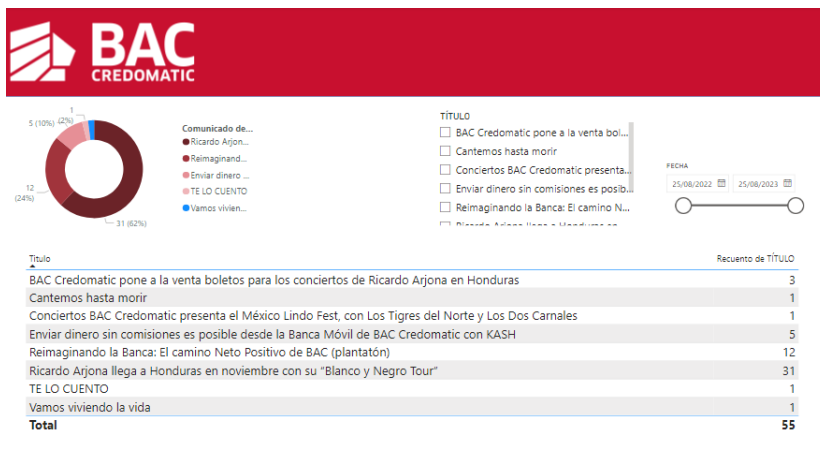 BAC
CREDOMATIC
1
(2%)
5 (10%)
12
(24%)
31 (62%)
Comunicado de...
Ricardo Arjon...
Reimaginand...
Enviar dinero ...
TE LO CUENTO
Vamos vivien...
TÍTULO
BAC Credomatic pone a la venta bol...
Cantemos hasta morir
Conciertos BAC Credomatic presenta...
Enviar dinero sin comisiones es posib...
Reimaginando la Banca: El camino N...
Ricardo Arjona llega a Honduras en
FECHA
25/08/2022 25/08/2023
Titulo Recuento de TÍTULO
BAC Credomatic pone a la venta boletos para los conciertos de Ricardo Arjona en Honduras 3
Cantemos hasta morir 1
Conciertos BAC Credomatic presenta el México Lindo Fest, con Los Tigres del Norte y Los Dos Carnales 1
Enviar dinero sin comisiones es posible desde la Banca Móvil de BAC Credomatic con KASH 5
Reimaginando la Banca: El camino Neto Positivo de BAC (plantatón) 12
Ricardo Arjona llega a Honduras en noviembre con su "Blanco y Negro Tour" 31
TE LO CUENTO 1
Vamos viviendo la vida 1
Total 55